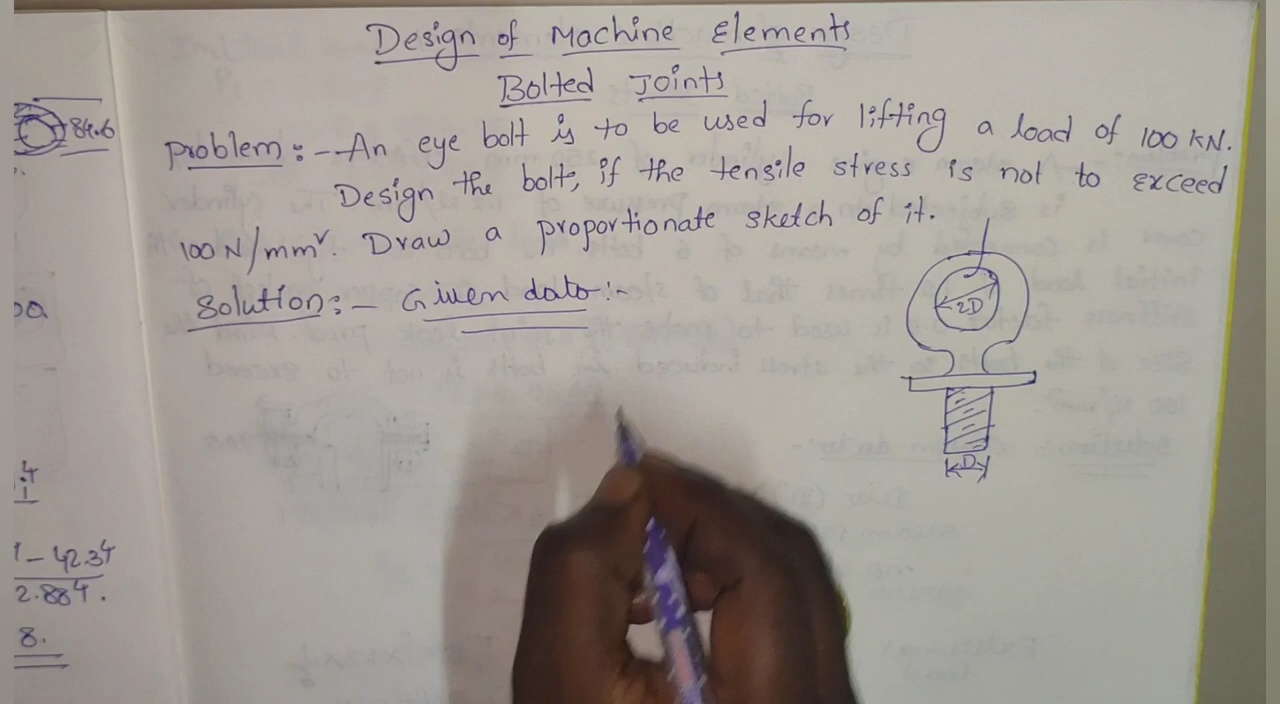 Design of Machine Elements
Bolted Joints
Problem:- An eye bolt is to be used for lifting a load of 100 KN.
Design the bolt, if the tensile stress is not to exceed
100 N/mm². Draw a proportionate sketch of it.
Solution:- Given data:
2D
D
84.6
- 42.34
2.884.
8.